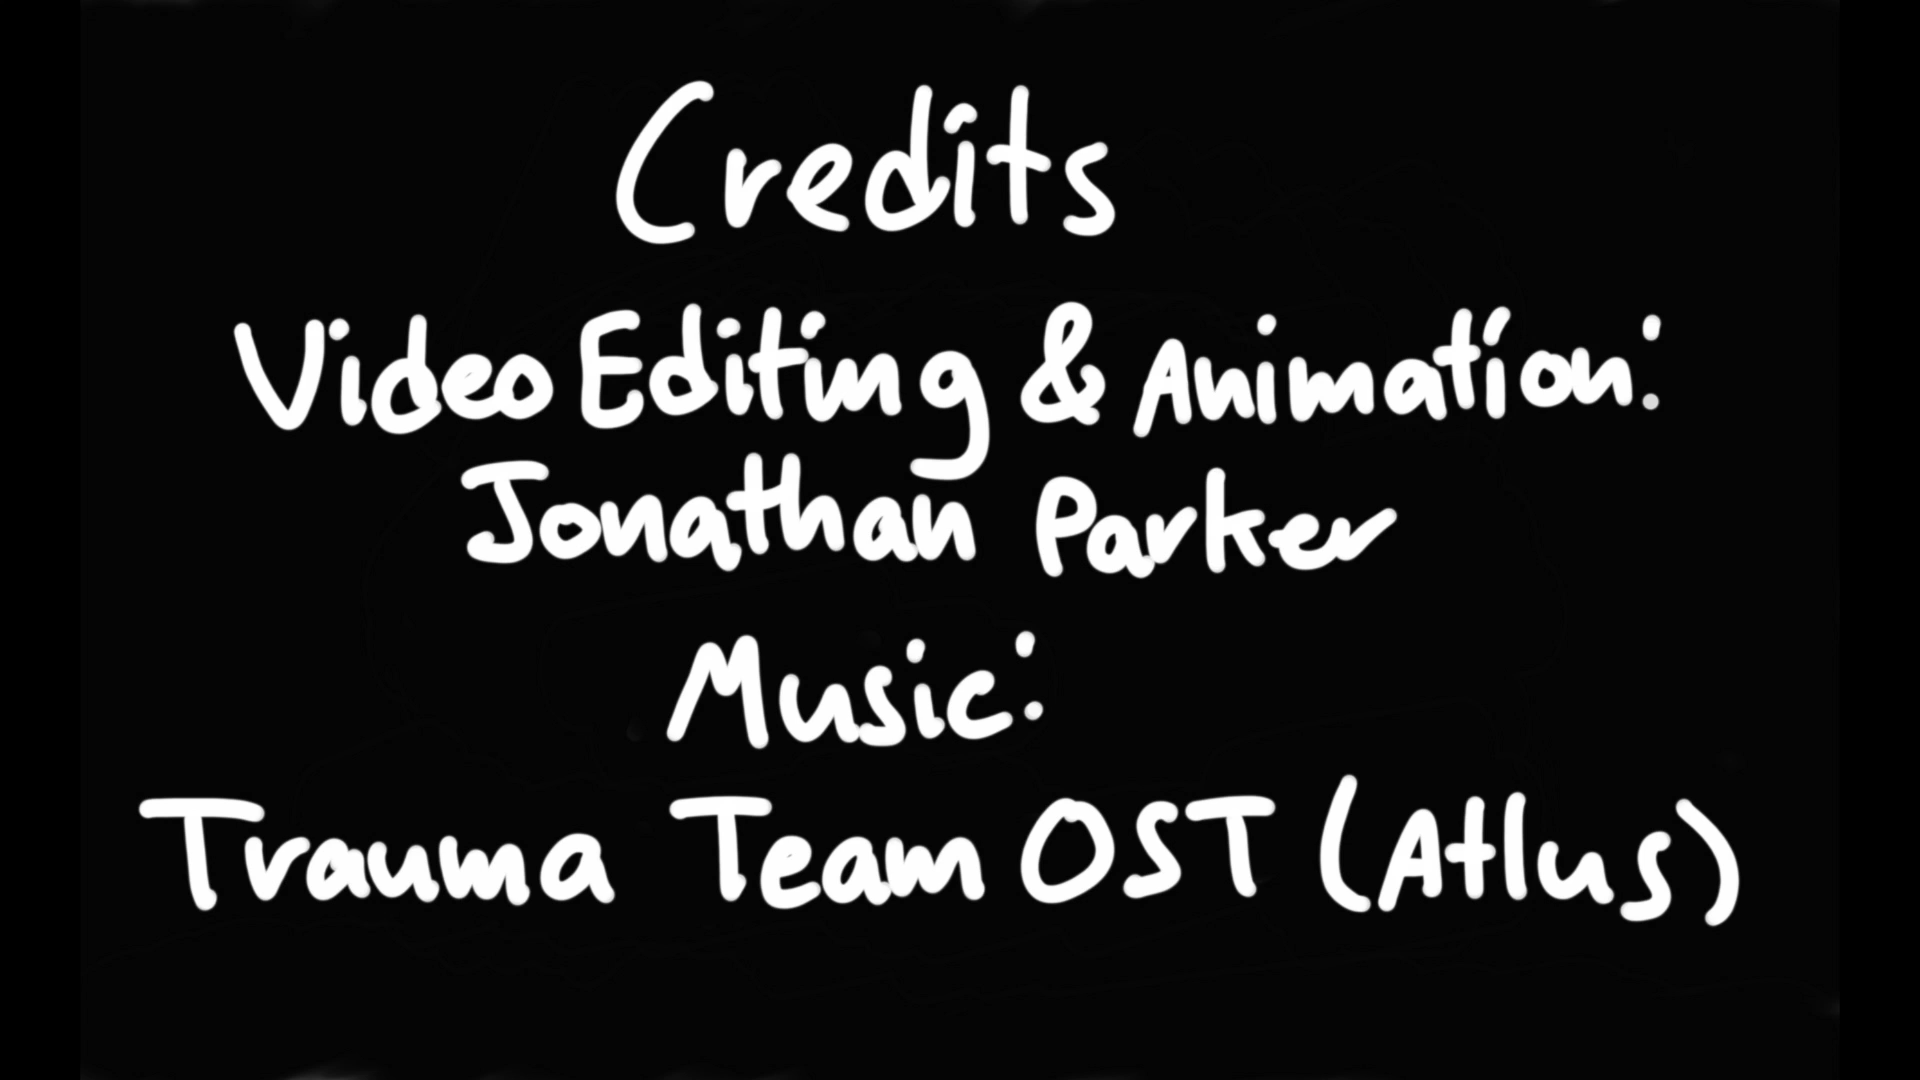 Credits
Video Editing & Animation:
Jonathan Parker
Music:
Trauma Team OST (Atlus)